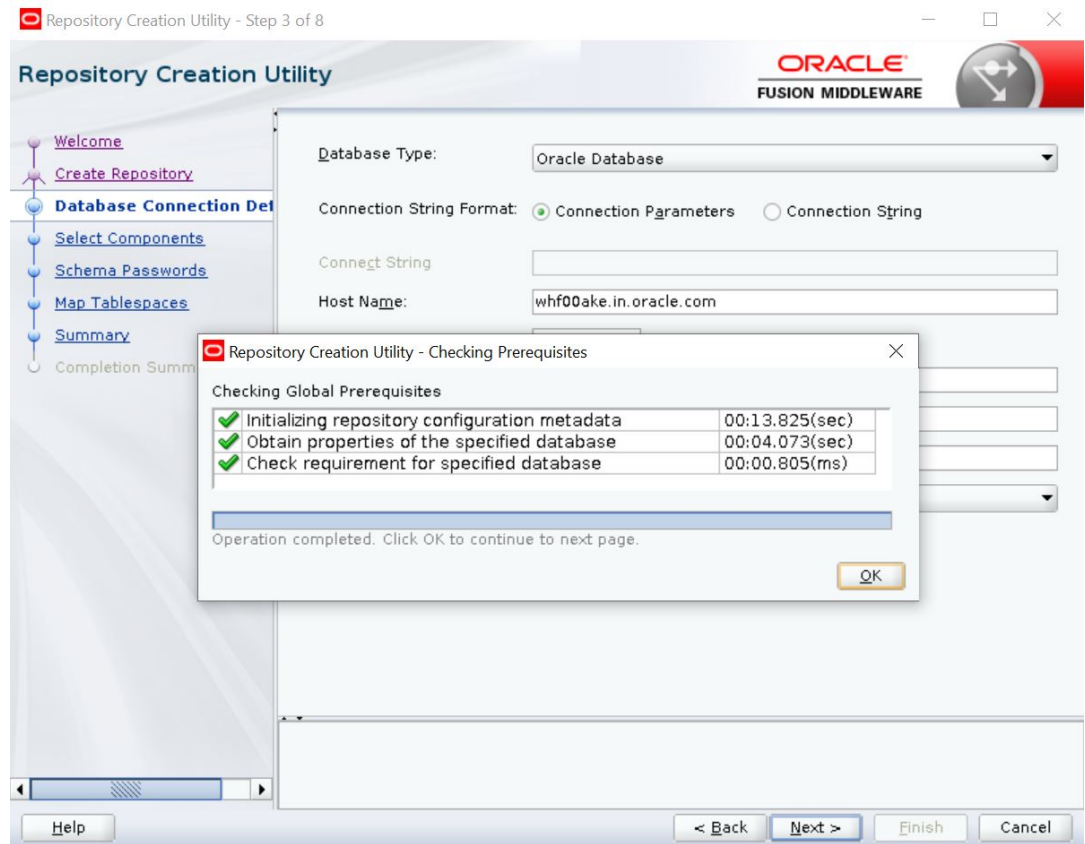 Repository Creation Utility - Step 3 of 8
Repository Creation Utility
ORACLE
FUSION MIDDLEWARE
Welcome
Create Repository
Database Connection Det
Select Components
Schema Passwords
Map Tablespaces
Summary
Completion Summ
Database Type:
Oracle Database
Connection String Format:
Connection Parameters
Connection String
Connect String
Host Name:
whf00ake.in.oracle.com
Repository Creation Utility - Checking Prerequisites
Checking Global Prerequisites
Initializing repository configuration metadata 00:13.825(sec)
Obtain properties of the specified database 00:04.073(sec)
Check requirement for specified database 00:00.805(ms)
Operation completed. Click OK to continue to next page.
OK
Help
< Back
Next >
Finish
Cancel